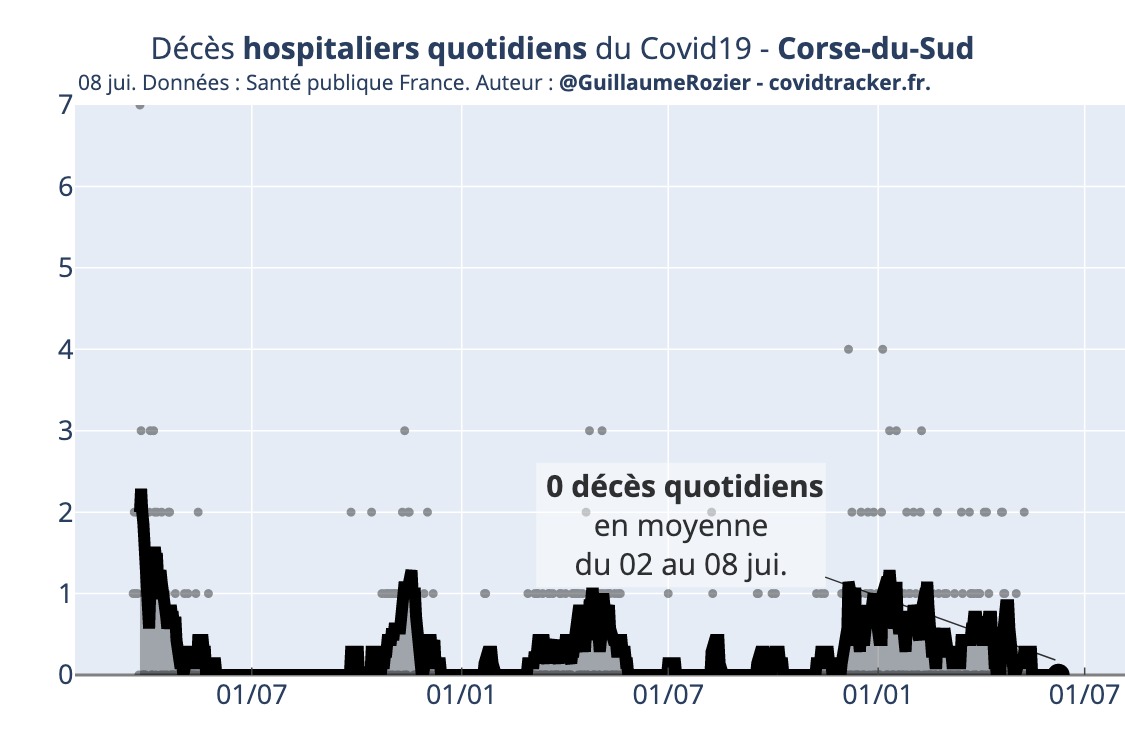 Décès hospitaliers quotidiens du Covid19 - Corse-du-Sud
08 jui. Données : Santé publique France. Auteur : @GuillaumeRozier - covidtracker.fr.
7
6
5
4
3
2
1
0
0 décès quotidiens
en moyenne
du 02 au 08 jui.
01/07 01/01 01/07 01/01 01/07